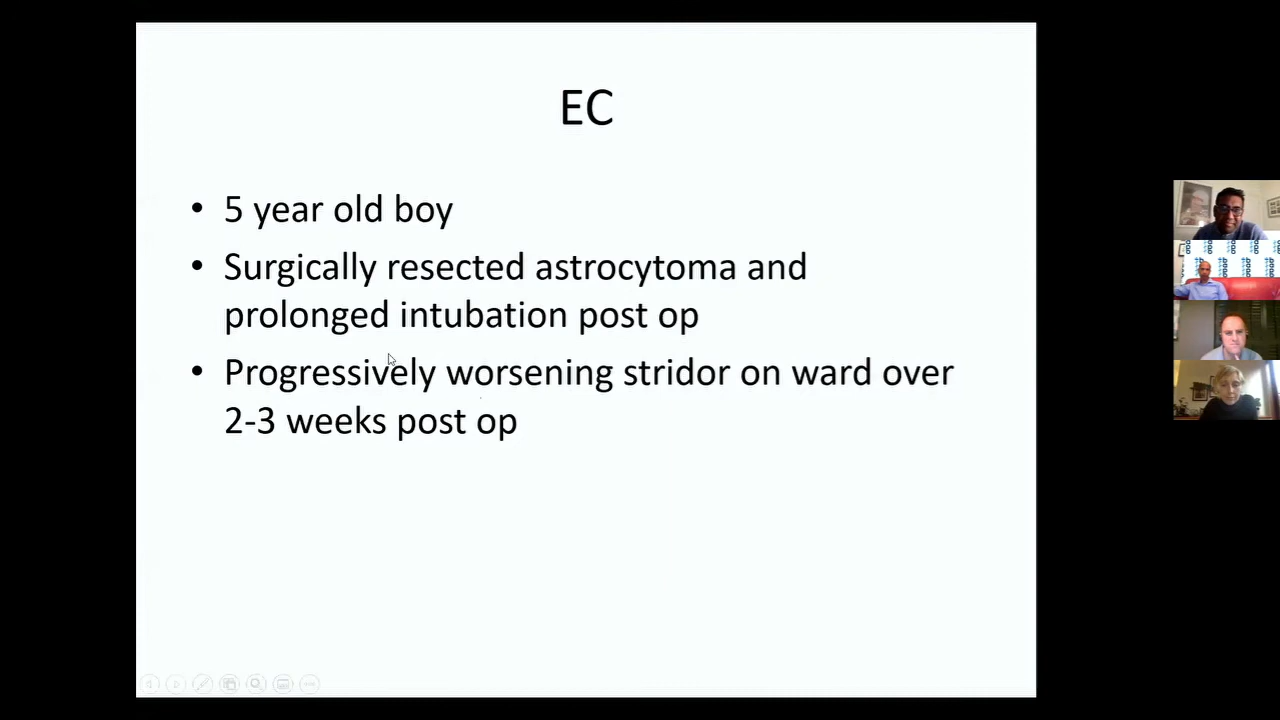 EC
• 5 year old boy
• Surgically resected astrocytoma and
prolonged intubation post op
• Progressively worsening stridor on ward over
2-3 weeks post op